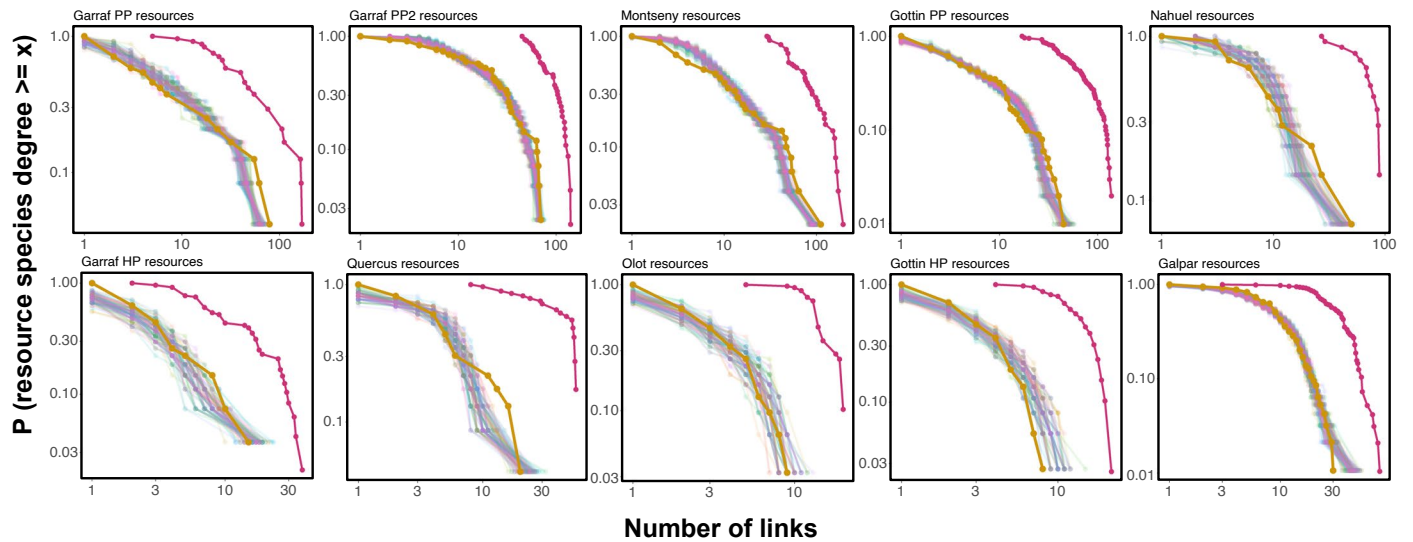 P (resource species degree >= x)
Garraf PP resources
1.0
0.3
0.1
1 10 100
Garraf PP2 resources
1.00
0.30
0.10
0.03
1 10 100
Montseny resources
1.00
0.30
0.10
0.03
1 10 100
Gottin PP resources
1.00
0.10
0.01
1 10 100
Nahuel resources
1.0
0.3
0.1
1 10 100
Garraf HP resources
1.00
0.30
0.10
0.03
1 3 10 30
Quercus resources
1.0
0.3
0.1
1 3 10 30
Olot resources
1.00
0.30
0.10
0.03
1 3 10
Gottin HP resources
1.00
0.30
0.10
0.03
1 3 10
Galpar resources
1.00
0.10
0.01
1 3 10 30
Number of links